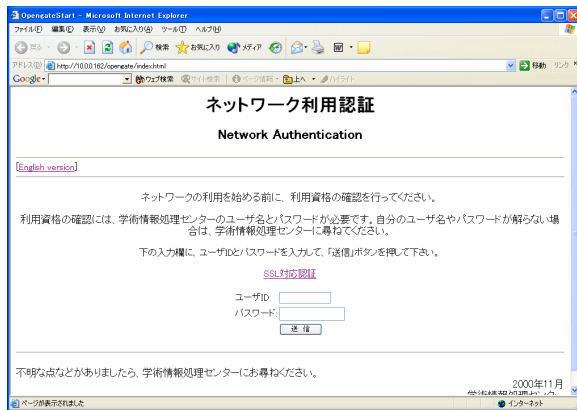 OpengateStart - Microsoft Internet Explorer
ファイル(F) 編集(E) 表示(V) お気に入り(A) ツール(T) ヘルプ(H)
戻る 検索 お気に入り メディア
アドレス(D) http://10.0.0.162/opengate/index.html 移動 リンク
Google ウェブ検索 サイト検索 ページ情報 上へ ハイライト
ネットワーク利用認証
Network Authentication
[English version]
ネットワークの利用を始める前に、利用資格の確認を行ってください。
利用資格の確認には、学術情報処理センターのユーザ名とパスワードが必要です。自分のユーザ名やパスワードが解らない場
合は、学術情報処理センターに尋ねてください。
下の入力欄に、ユーザIDとパスワードを入力して、「送信」ボタンを押して下さい。
SSL対応認証
ユーザID:
パスワード:
送信
不明な点などがありましたら、学術情報処理センターにお尋ねください。
2000年11月
学術情報処理センタ
ページが表示されました インターネット